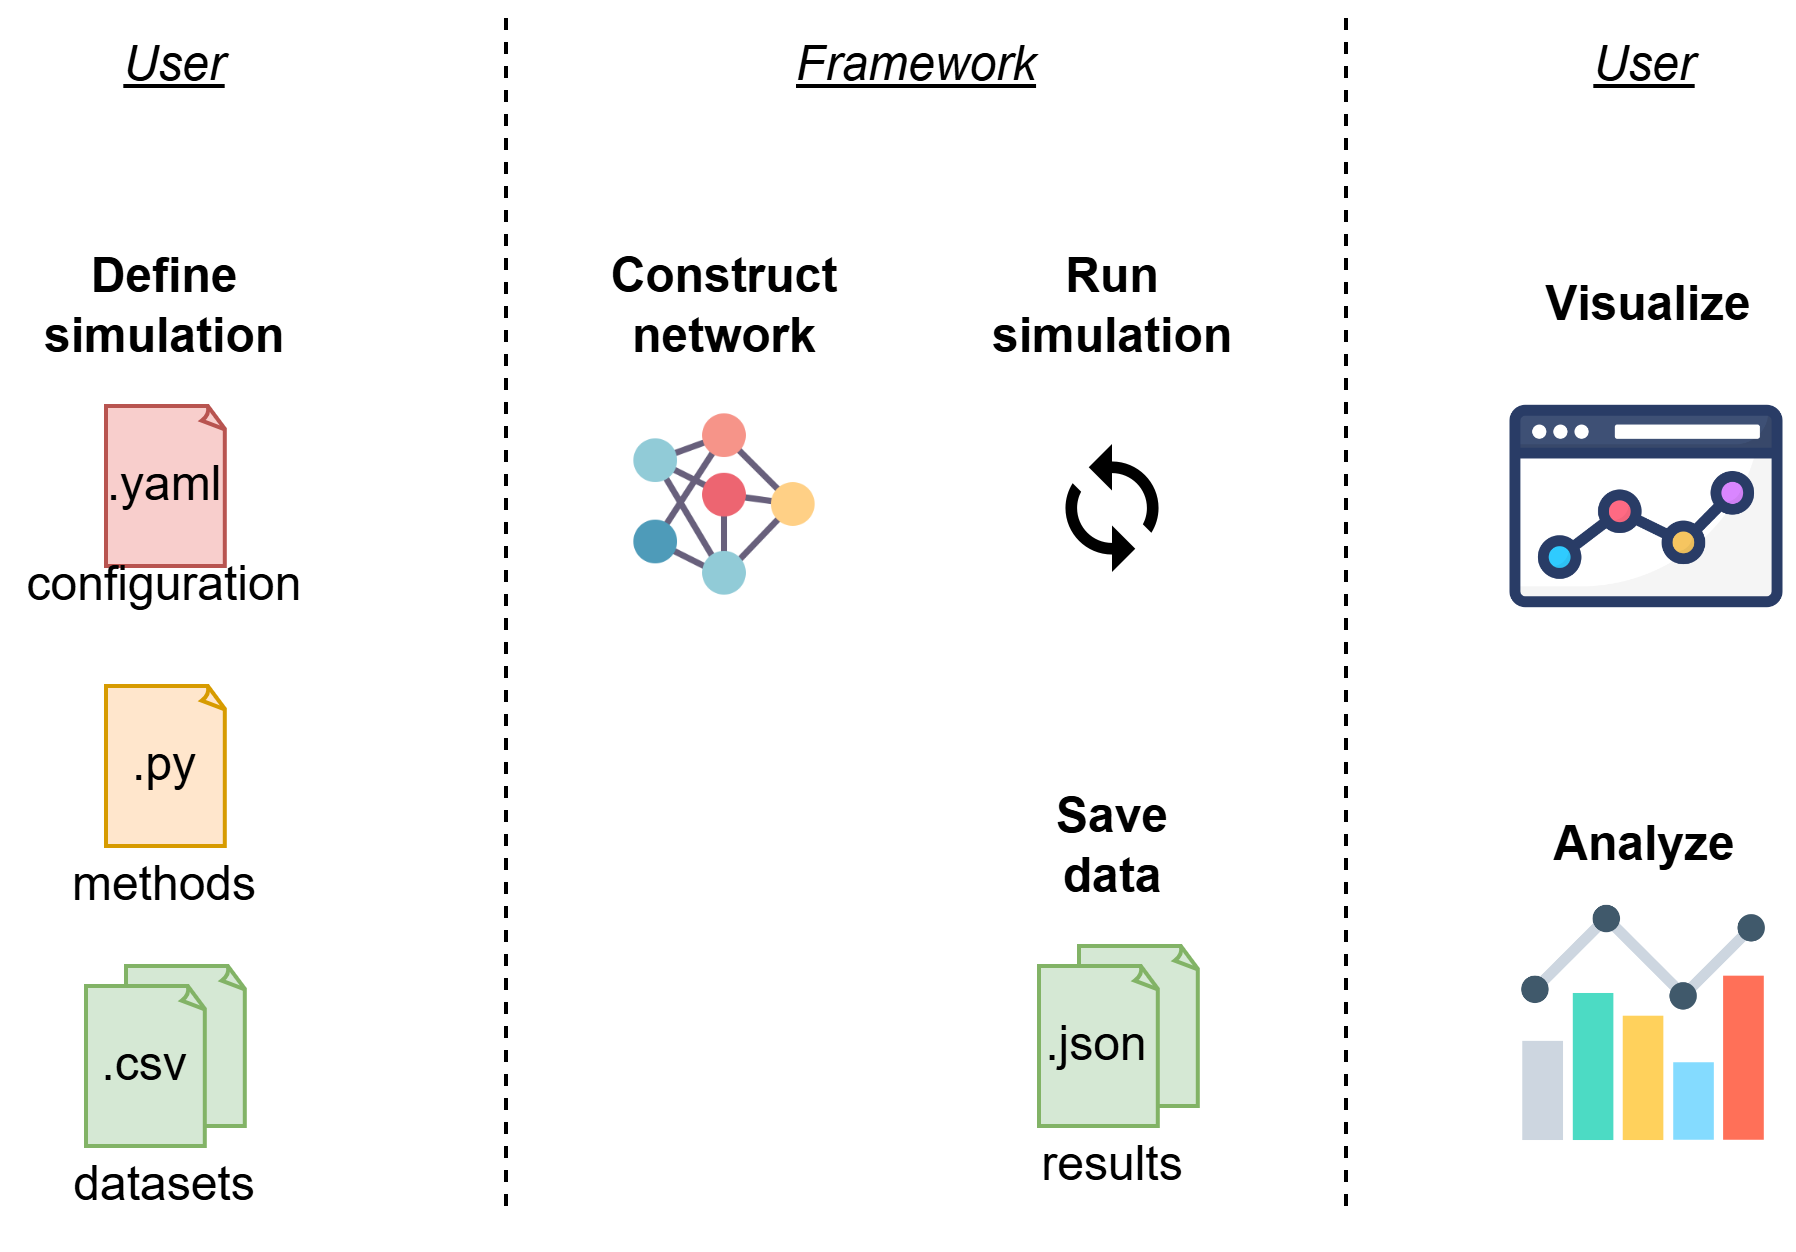 User
Framework
User
Define
simulation
.yaml
configuration
.py
methods
.csv
datasets
Construct
network
Run
simulation
Save
data
.json
results
Visualize
Analyze